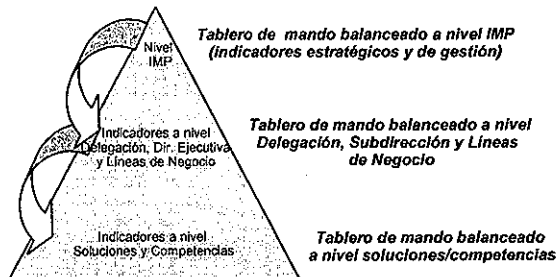 Nivel
IMP
Tablero de mando balanceado a nivel IMP
(indicadores estratégicos y de gestión)
Indicadores a nivel
Delegación, Dir. Ejecutiva
y Líneas de Negocio
Tablero de mando balanceado a nivel
Delegación, Subdirección y Líneas
de Negocio
Indicadores a nivel
Soluciones y Competencias
Tablero de mando balanceado
a nivel soluciones/competencias